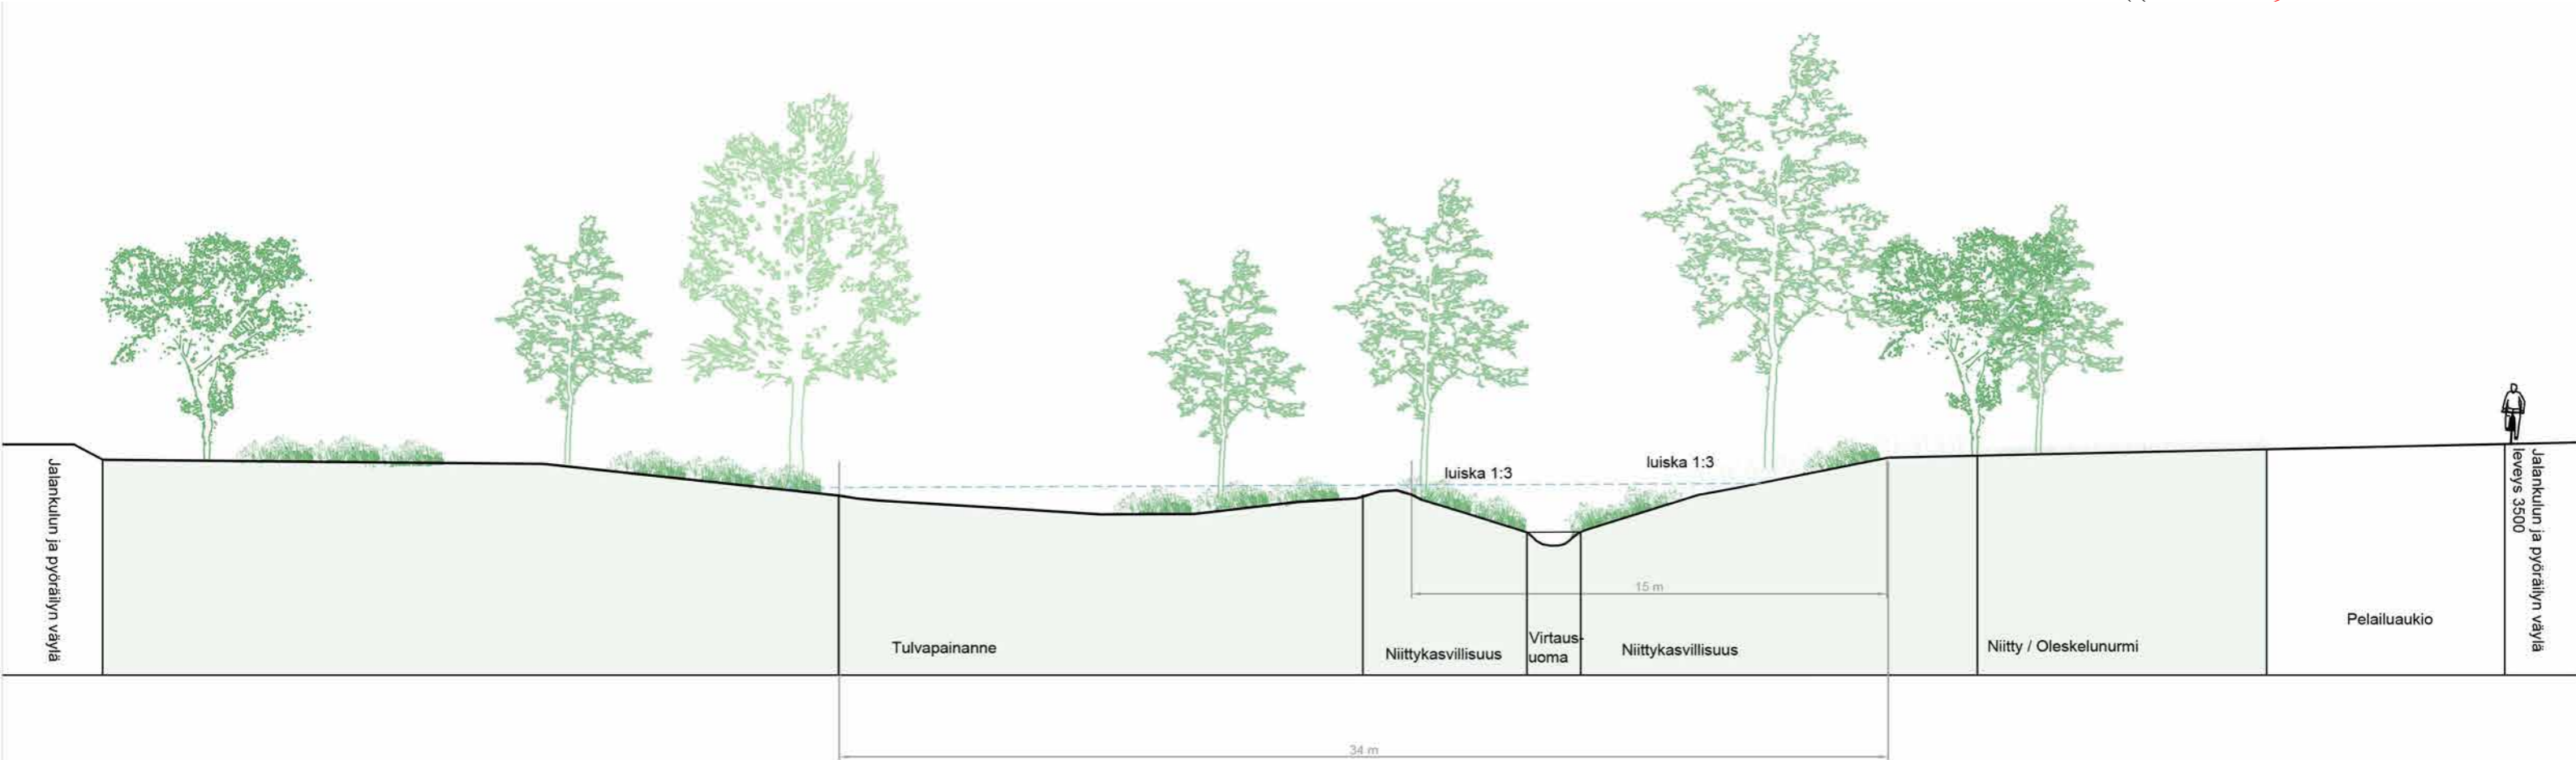 luiska 1:3
luiska 1:3
Jalankulun ja pyöräilyn väylä
Jalankulun ja pyöräilyn väylä
leveys 3500
15 m
Tulvapainanne
Niittykasvillisuus
Virtaus-
uoma
Niittykasvillisuus
Niitty / Oleskelunurmi
Pelailuaukio
34 m